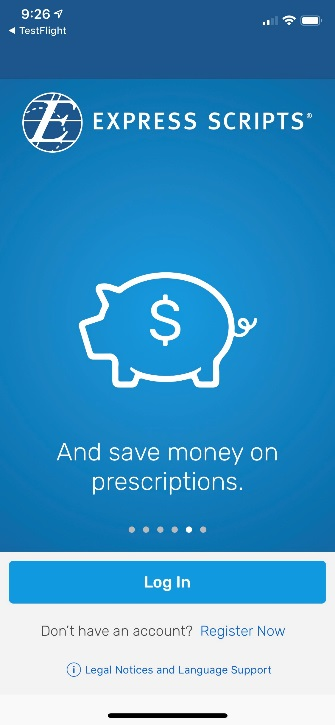 9:26
◀ TestFlight
EXPRESS SCRIPTS®
$
And save money on
prescriptions.
Log In
Don't have an account? Register Now
Legal Notices and Language Support